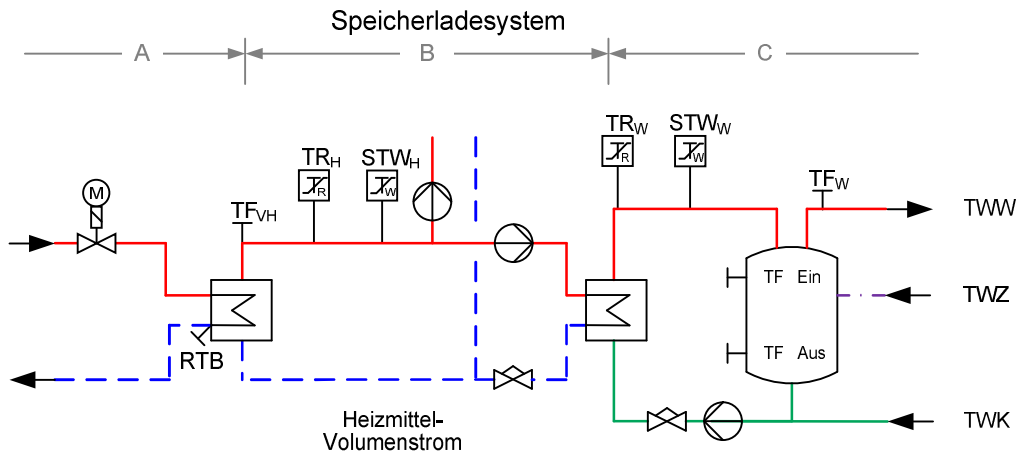 Speicherladesystem
A B C
TR_W STW_W
T R T W
TR_H STW_H TF_W
T R T W
M
TF_VH
TWW
TF Ein
TWZ
RTB
TF Aus
Heizmittel-
Volumenstrom
TWK